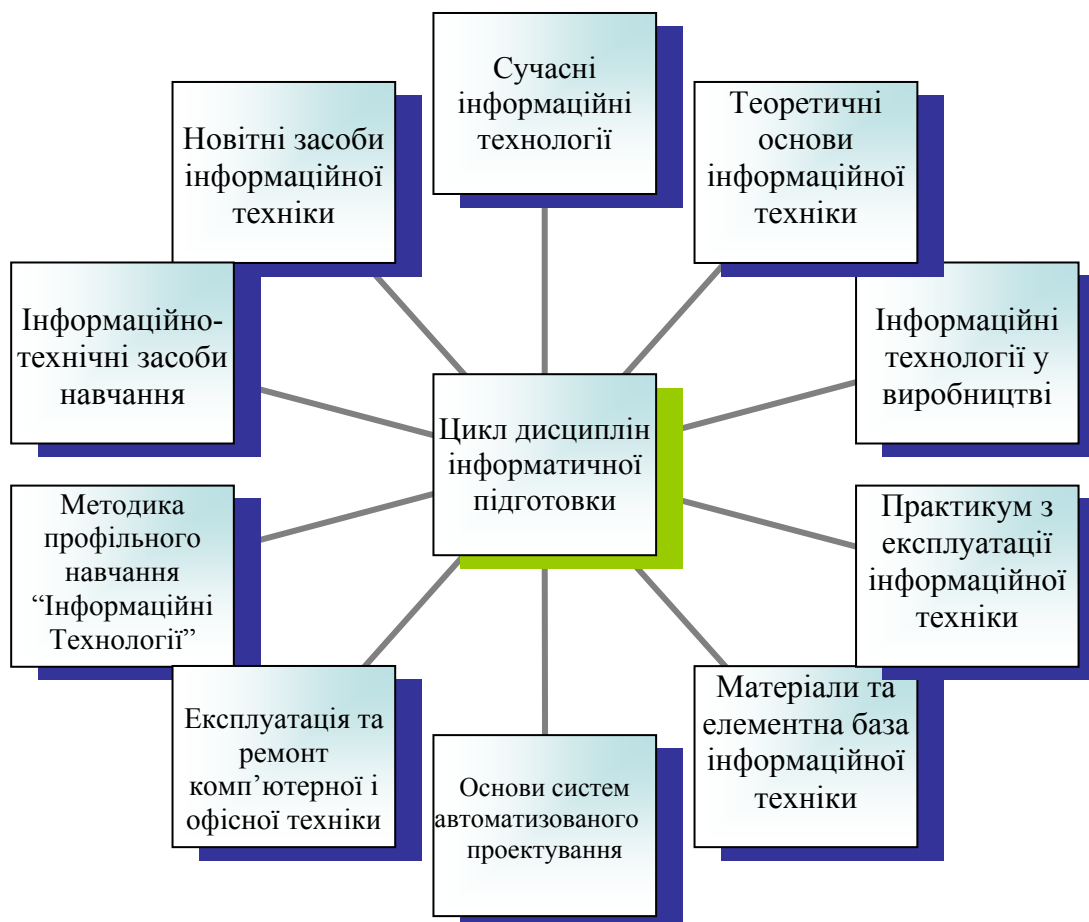 Сучасні
інформаційні
технології
Теоретичні
основи
інформаційної
техніки
Інформаційні
технології у
виробництві
Практикум з
експлуатації
інформаційної
техніки
Матеріали та
елементна база
інформаційної
техніки
Основи систем
автоматизованого
проектування
Експлуатація та
ремонт
комп’ютерної і
офісної техніки
Методика
профільного
навчання
“Інформаційні
Технології”
Інформаційно-
технічні засоби
навчання
Новітні засоби
інформаційної
техніки
Цикл дисциплін
інформатичної
підготовки